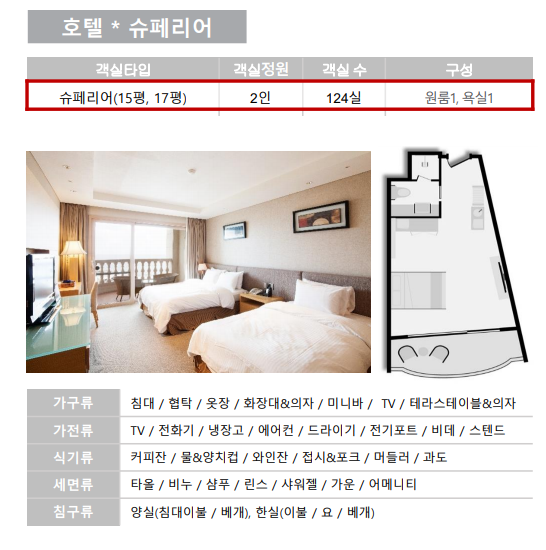 호텔 * 슈페리어
객실타입 객실정원 객실 수 구성
슈페리어(15평, 17평) 2인 124실 원룸1, 욕실1
가구류 침대 / 협탁 / 옷장 / 화장대&의자 / 미니바 / TV / 테라스테이블&의자
가전류 TV / 전화기 / 냉장고 / 에어컨 / 드라이기 / 전기포트 / 비데 / 스텐드
식기류 커피잔 / 물&양치컵 / 와인잔 / 접시&포크 / 머들러 / 과도
세면류 타올 / 비누 / 샴푸 / 린스 / 샤워젤 / 가운 / 어메니티
침구류 양실(침대이불 / 베개), 한실(이불 / 요 / 베개)